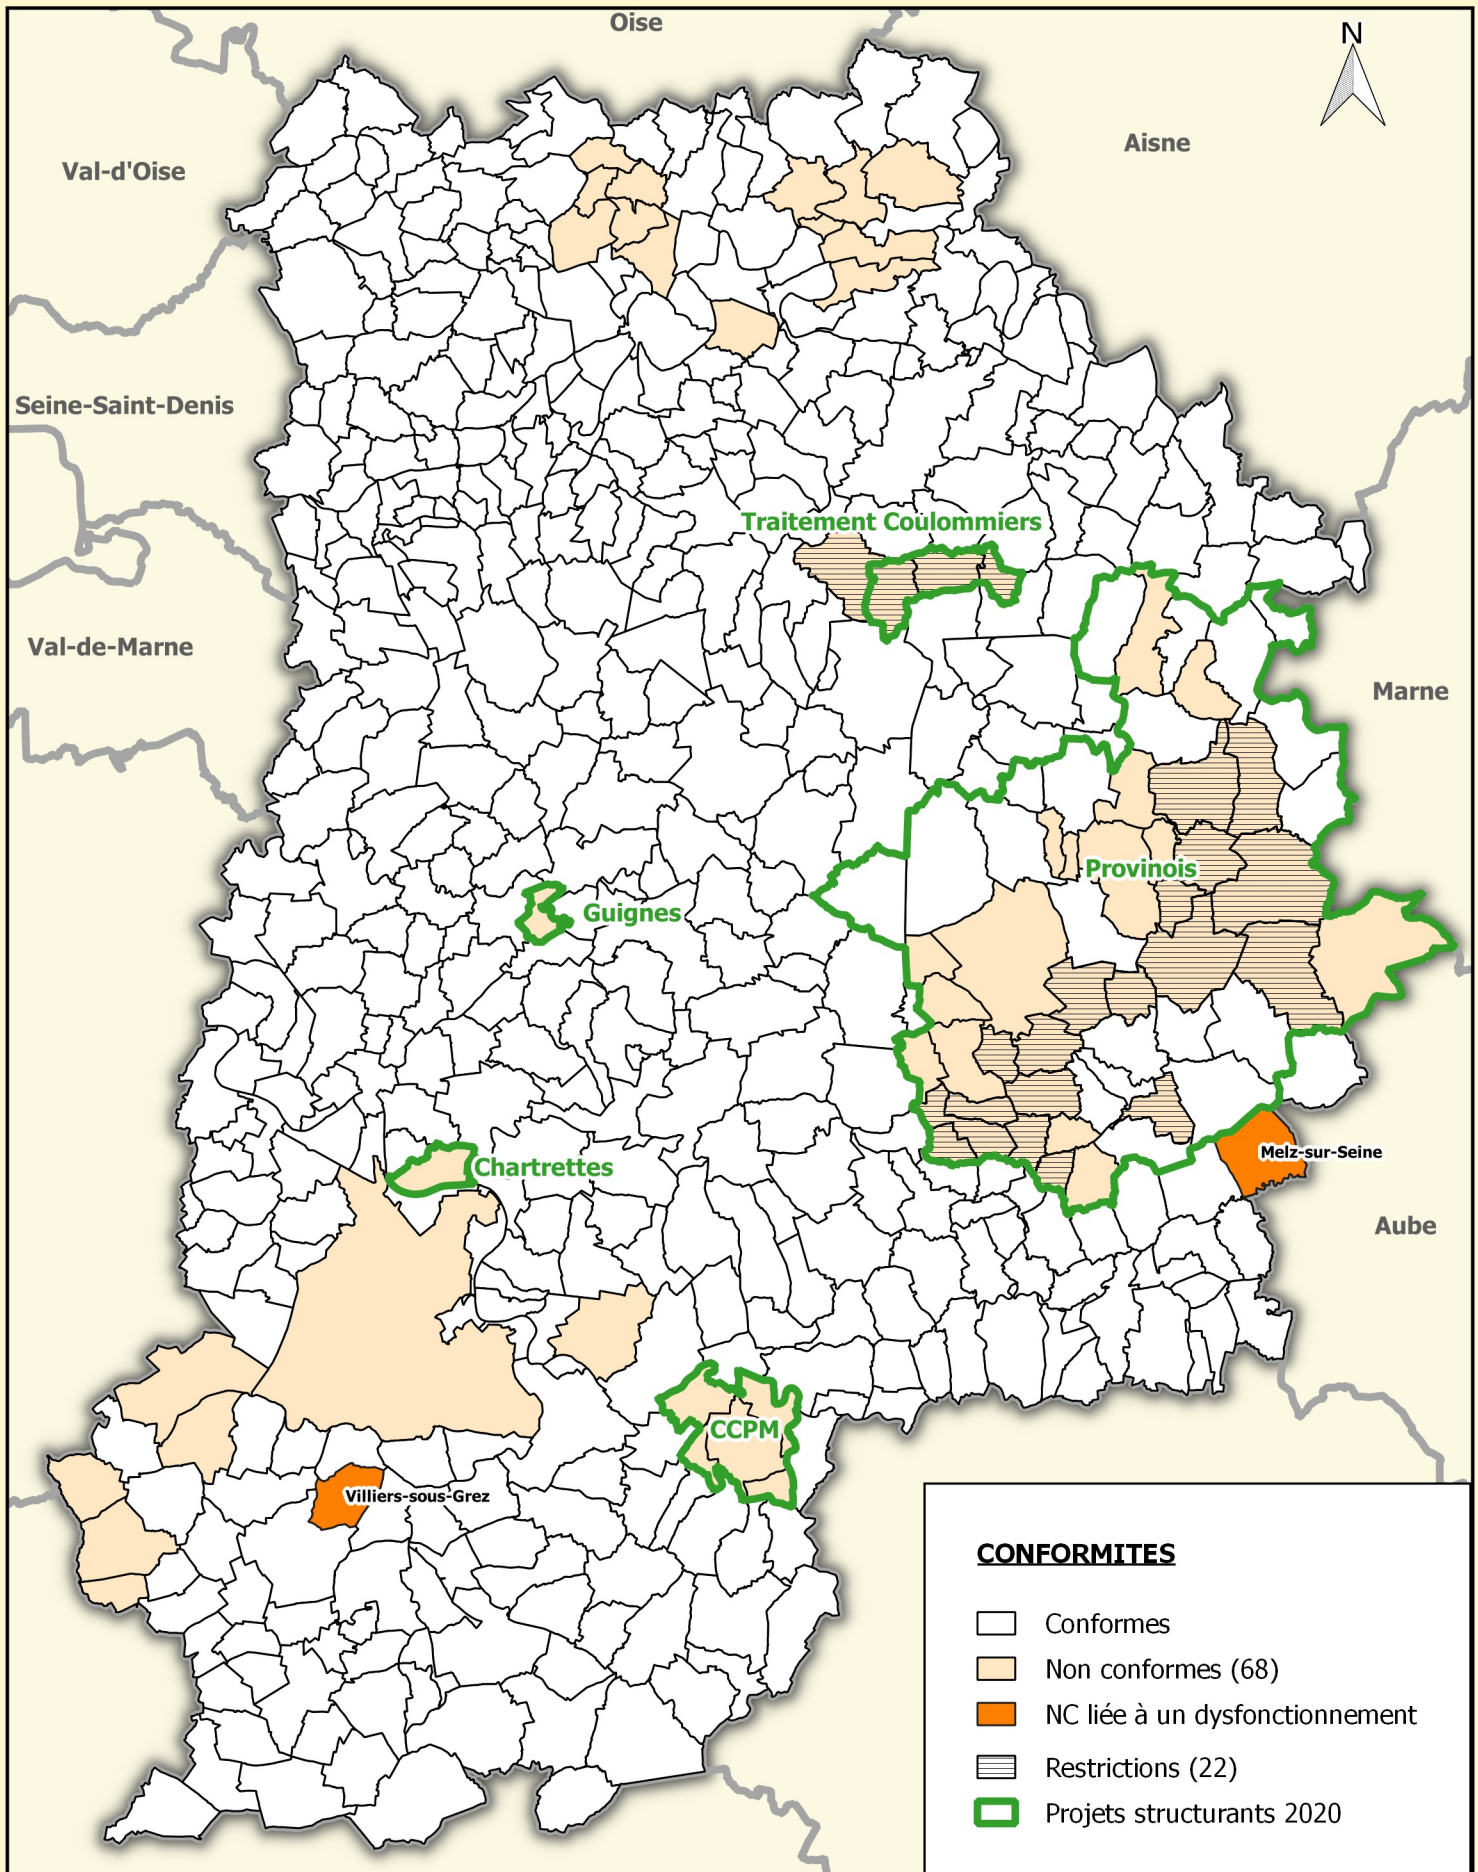 Oise
N
Aisne
Val-d'Oise
Seine-Saint-Denis
Traitement Coulommiers
Val-de-Marne
Marne
Provinois
Guignes
Melz-sur-Seine
Chartrettes
Aube
CCPM
Villiers-sous-Grez
CONFORMITES
Conformes
Non conformes (68)
NC liée à un dysfonctionnement
Restrictions (22)
Projets structurants 2020